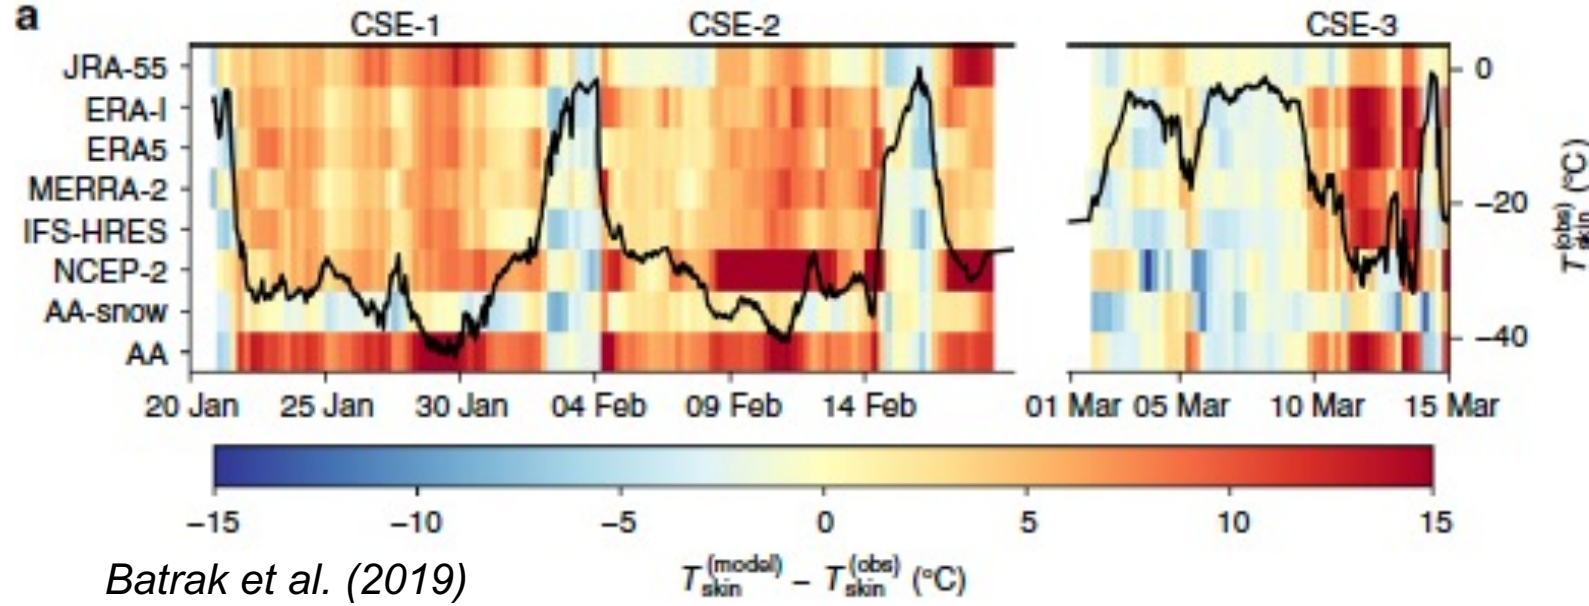 a
CSE-1 CSE-2 CSE-3
JRA-55
ERA-I
ERA5
MERRA-2
IFS-HRES
NCEP-2
AA-snow
AA
0
−20
−40
T skin (obs) (°C)
20 Jan 25 Jan 30 Jan 04 Feb 09 Feb 14 Feb 01 Mar 05 Mar 10 Mar 15 Mar
−15 −10 −5 0 5 10 15
T skin (model) − T skin (obs) (°C)
Batrak et al. (2019)